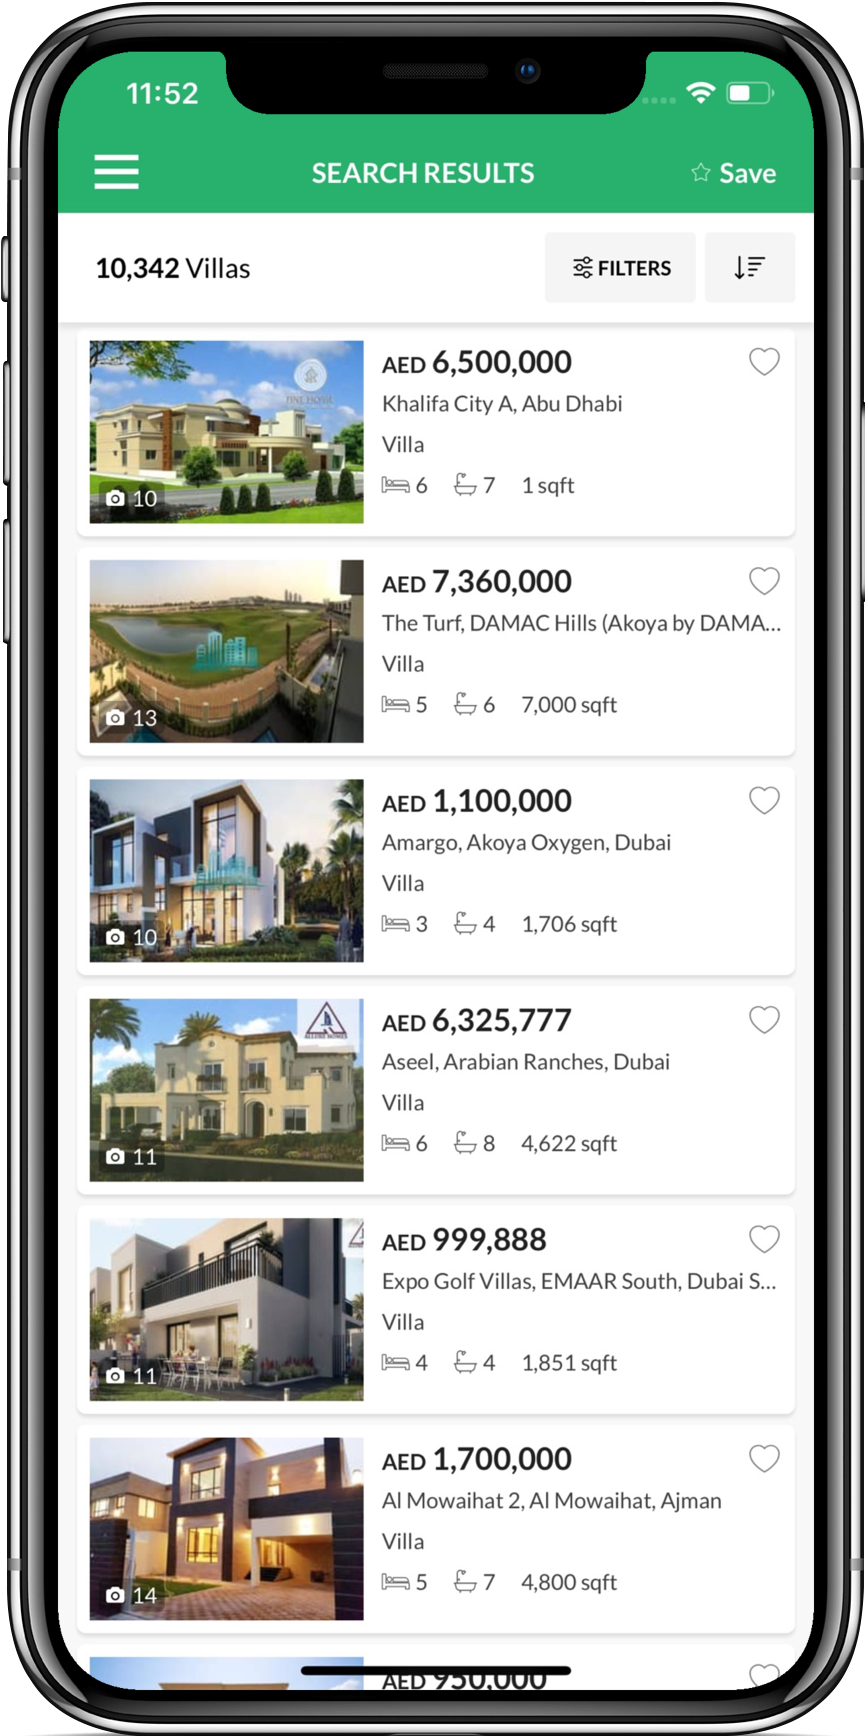 11:52
SEARCH RESULTS
Save
10,342 Villas
FILTERS
AED 6,500,000
Khalifa City A, Abu Dhabi
Villa
6 7 1 sqft
10
AED 7,360,000
The Turf, DAMAC Hills (Akoya by DAMA...
Villa
5 6 7,000 sqft
13
AED 1,100,000
Amargo, Akoya Oxygen, Dubai
Villa
3 4 1,706 sqft
10
ALLURE HOMES
AED 6,325,777
Aseel, Arabian Ranches, Dubai
Villa
6 8 4,622 sqft
11
AED 999,888
Expo Golf Villas, EMAAR South, Dubai S...
Villa
4 4 1,851 sqft
11
AED 1,700,000
Al Mowaihat 2, Al Mowaihat, Ajman
Villa
5 7 4,800 sqft
14
AED 950,000